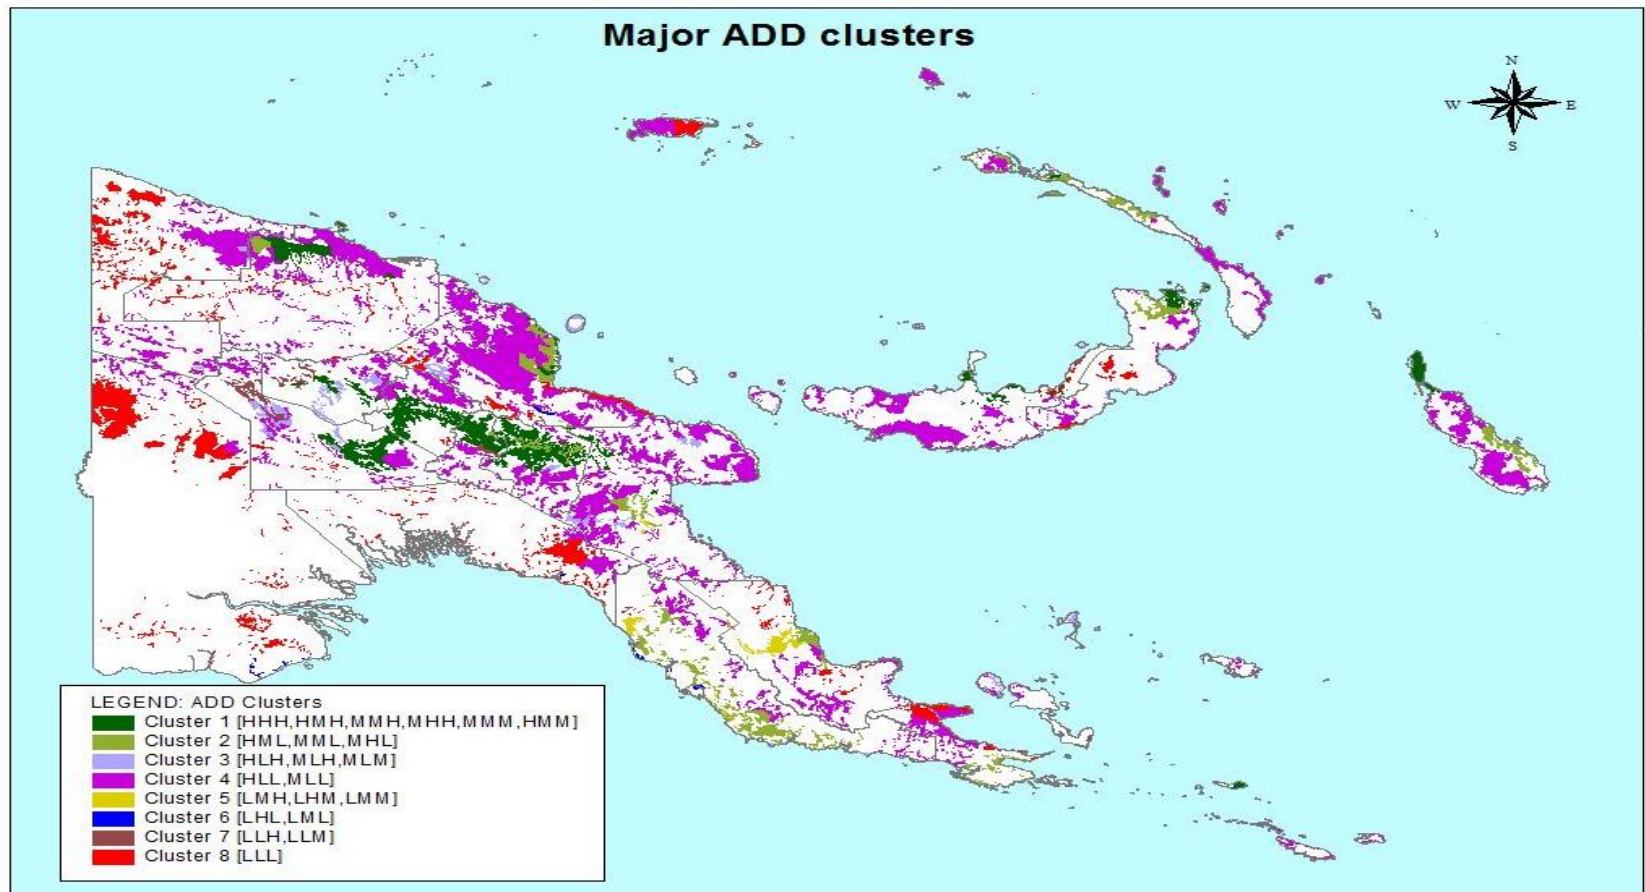 Major ADD clusters
N
W E
S
LEGEND: ADD Clusters
Cluster 1 [HHH,HMH,MMH,MHH,MMM,HMM]
Cluster 2 [HML,MML,MHL]
Cluster 3 [HLH,MLH,MLM]
Cluster 4 [HLL,MLL]
Cluster 5 [LMH,LHM,LMM]
Cluster 6 [LHL,LML]
Cluster 7 [LLH,LLM]
Cluster 8 [LLL]